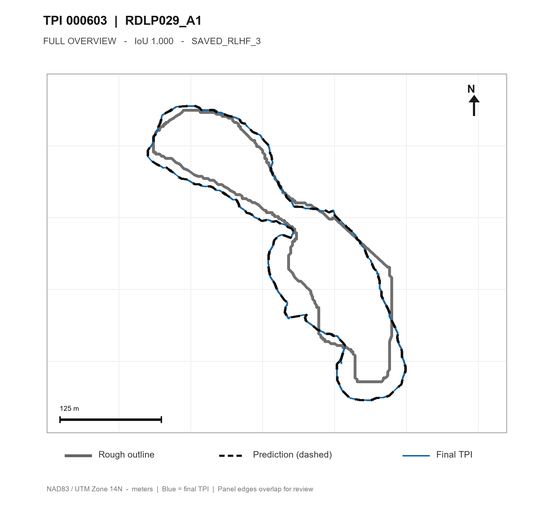 TPI 000603 | RDLP029_A1
FULL OVERVIEW - IoU 1.000 - SAVED_RLHF_3
N
125 m
Rough outline
Prediction (dashed)
Final TPI
NAD83 / UTM Zone 14N - meters | Blue = final TPI | Panel edges overlap for review